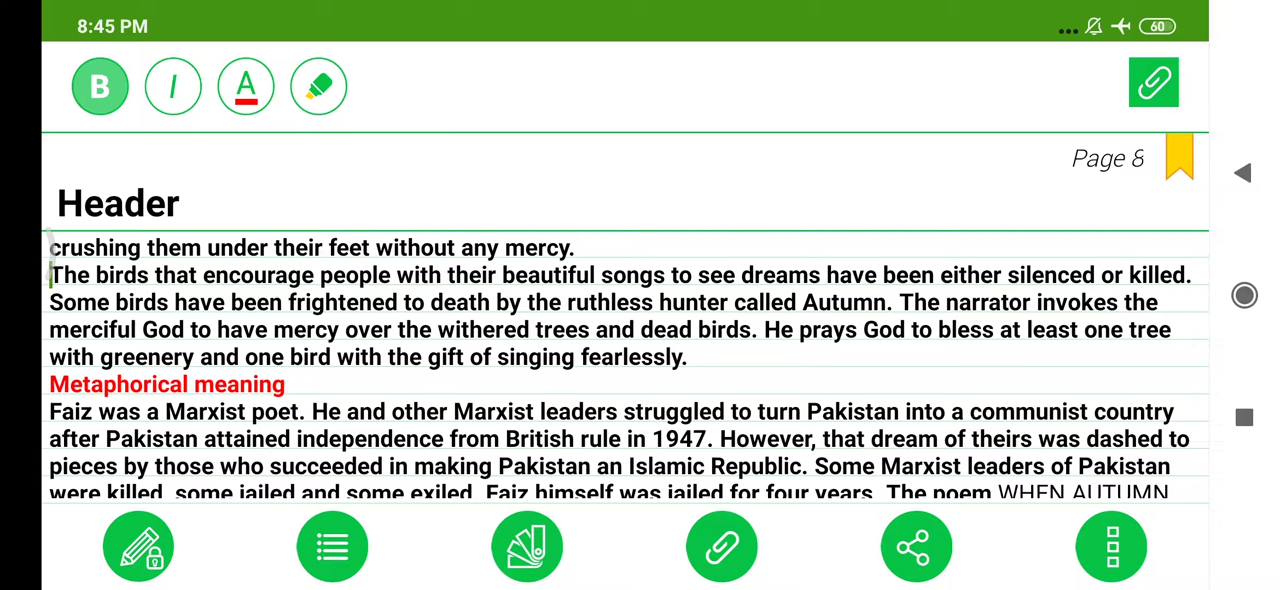 8:45 PM
60
B
I
A
Page 8
Header
crushing them under their feet without any mercy.
The birds that encourage people with their beautiful songs to see dreams have been either silenced or killed.
Some birds have been frightened to death by the ruthless hunter called Autumn. The narrator invokes the
merciful God to have mercy over the withered trees and dead birds. He prays God to bless at least one tree
with greenery and one bird with the gift of singing fearlessly.
Metaphorical meaning
Faiz was a Marxist poet. He and other Marxist leaders struggled to turn Pakistan into a communist country
after Pakistan attained independence from British rule in 1947. However, that dream of theirs was dashed to
pieces by those who succeeded in making Pakistan an Islamic Republic. Some Marxist leaders of Pakistan
were killed, some jailed and some exiled. Faiz himself was jailed for four years. The poem WHEN AUTUMN